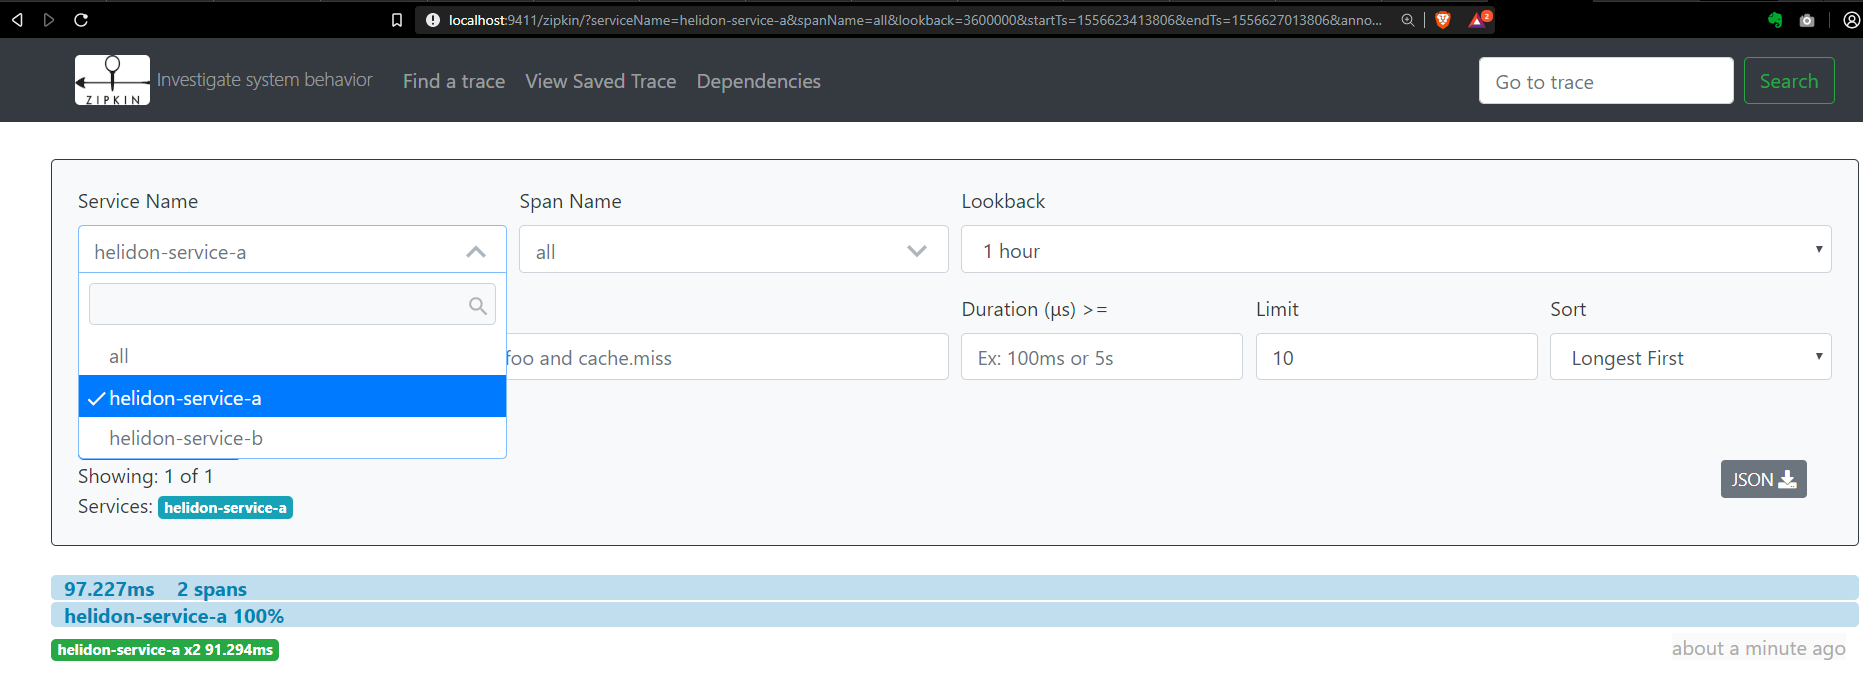 localhost:9411/zipkin/?serviceName=helidon-service-a&spanName=all&lookback=3600000&startTs=1556623413806&endTs=1556627013806&anno...
2
ZIPKIN
Investigate system behavior
Find a trace
View Saved Trace
Dependencies
Go to trace
Search
Service Name
Span Name
Lookback
helidon-service-a
all
1 hour
Duration (μs) >=
Limit
Sort
all
foo and cache.miss
Ex: 100ms or 5s
10
Longest First
helidon-service-a
helidon-service-b
Showing: 1 of 1
JSON
Services: helidon-service-a
97.227ms 2 spans
helidon-service-a 100%
helidon-service-a x2 91.294ms
about a minute ago